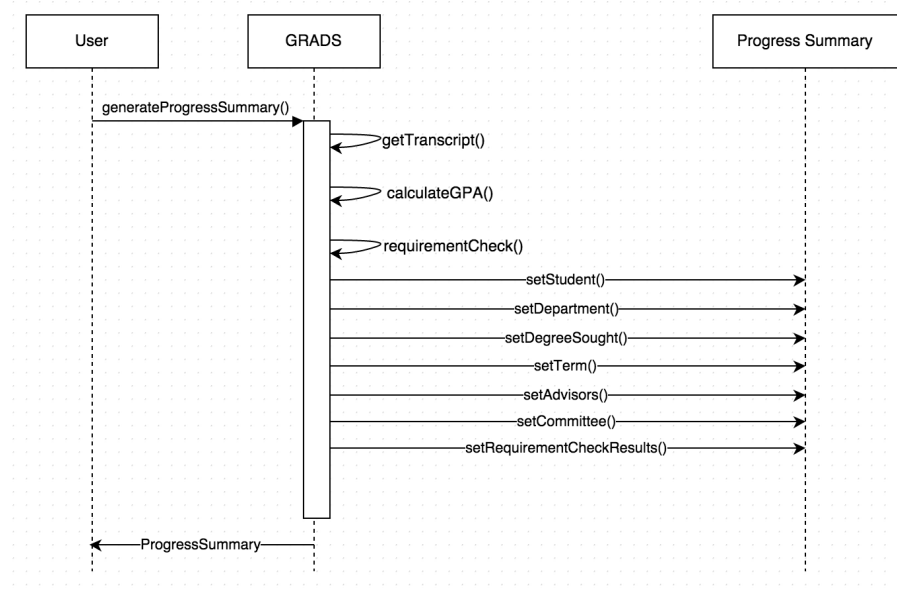 User
GRADS
Progress Summary
generateProgressSummary()
getTranscript()
calculateGPA()
requirementCheck()
setStudent()
setDepartment()
setDegreeSought()
setTerm()
setAdvisors()
setCommittee()
setRequirementCheckResults()
ProgressSummary